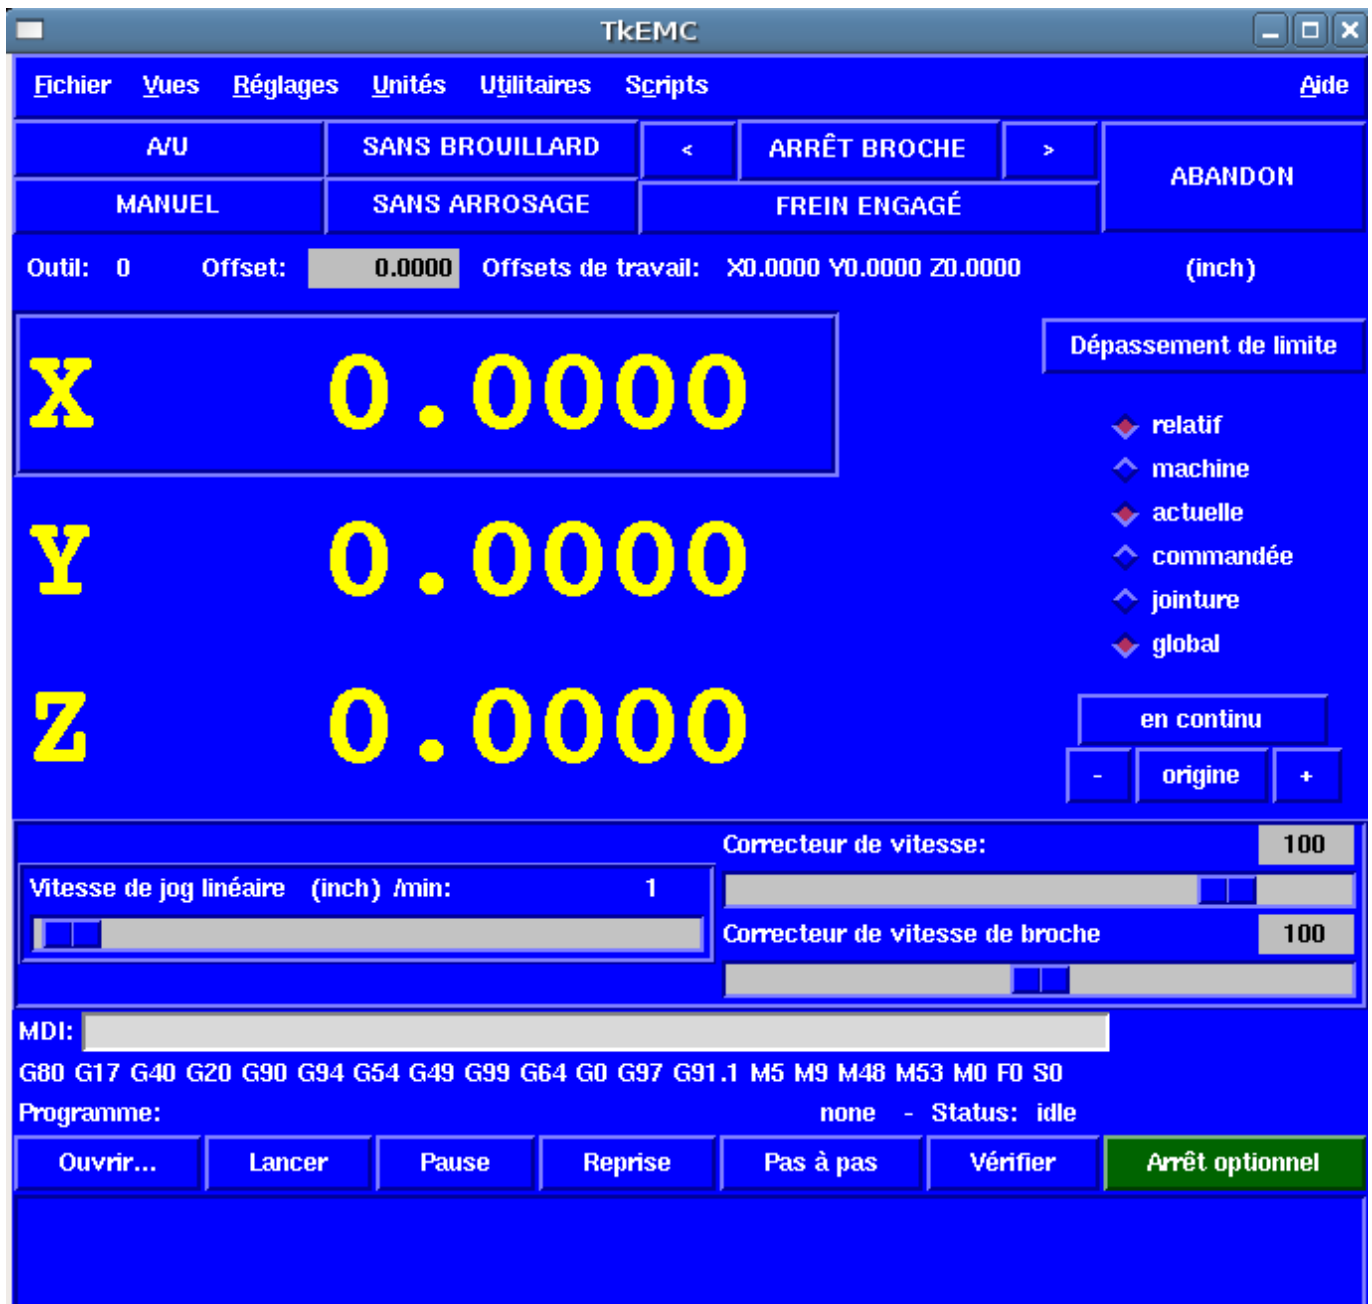 TkEMC
Fichier Vues Réglages Unités Utilitaires Scripts Aide
A/U SANS BROUILLARD < ARRÊT BROCHE > ABANDON
MANUEL SANS ARROSAGE FREIN ENGAGÉ
Outil: 0 Offset: 0.0000 Offsets de travail: X0.0000 Y0.0000 Z0.0000 (inch)
Dépassement de limite
X 0.0000
relatif
machine
actuelle
Y 0.0000
commandée
jointure
global
Z 0.0000
en continu
- origine +
Correcteur de vitesse: 100
Vitesse de jog linéaire (inch) /min: 1
Correcteur de vitesse de broche 100
MDI:
G80 G17 G40 G20 G90 G94 G54 G49 G99 G64 G0 G97 G91.1 M5 M9 M48 M53 M0 F0 S0
Programme: none - Status: idle
Ouvrir... Lancer Pause Reprise Pas à pas Vérifier Arrêt optionnel